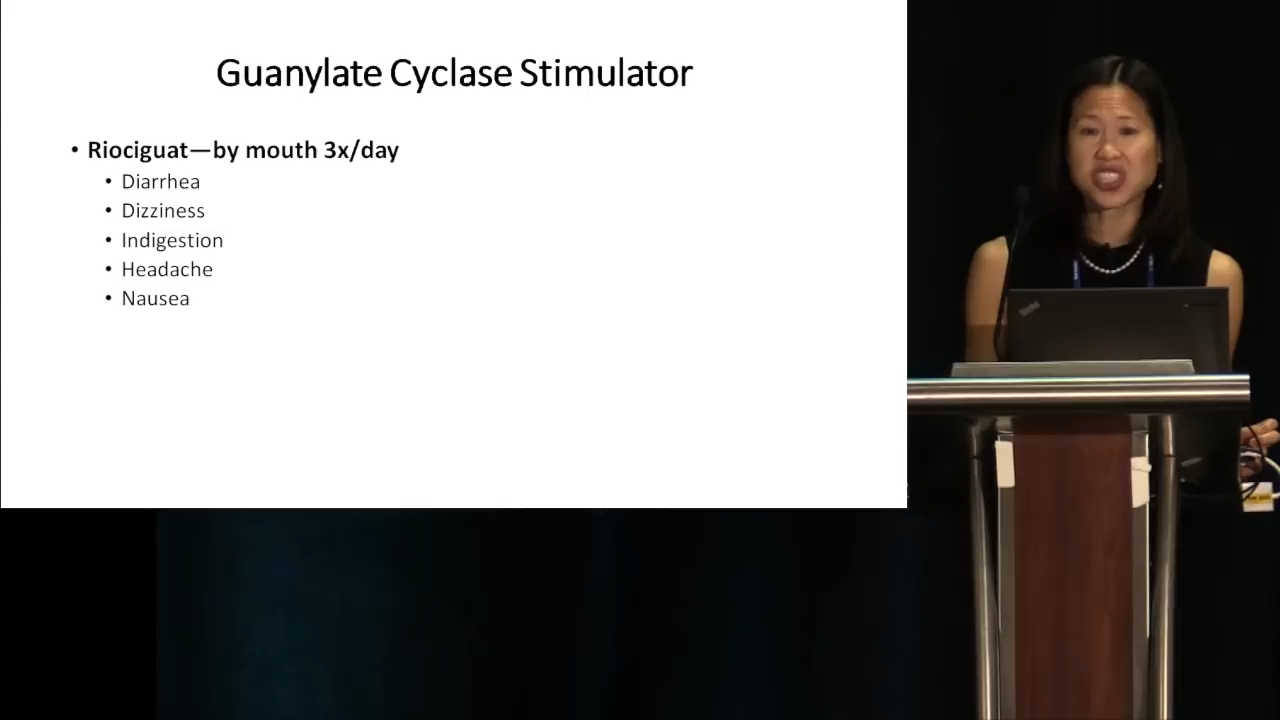 Guanylate Cyclase Stimulator
• Riociguat—by mouth 3x/day
• Diarrhea
• Dizziness
• Indigestion
• Headache
• Nausea